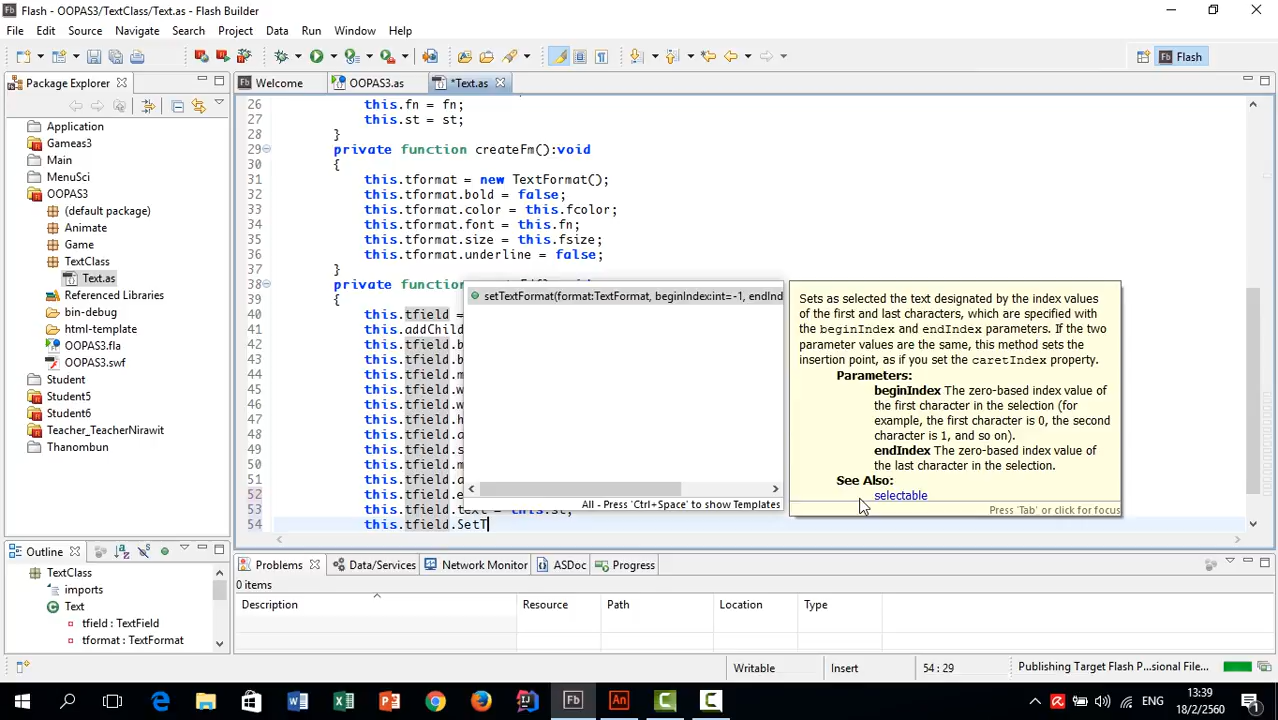 Flash - OOPAS3/TextClass/Text.as - Flash Builder
File Edit Source Navigate Search Project Data Run Window Help
Flash
Package Explorer
Welcome
OOPAS3.as
*Text.as
Application
Gameas3
Main
MenuSci
OOPAS3
(default package)
Animate
Game
TextClass
Text.as
Referenced Libraries
bin-debug
html-template
OOPAS3.fla
OOPAS3.swf
Student
Student5
Student6
Teacher_TeacherNirawit
Thanombun
26 this.fn = fn;
27 this.st = st;
28 }
29 private function createFm():void
30 {
31 this.tformat = new TextFormat();
32 this.tformat.bold = false;
33 this.tformat.color = this.fcolor;
34 this.tformat.font = this.fn;
35 this.tformat.size = this.fsize;
36 this.tformat.underline = false;
37 }
38 private function
39 {
40 this.tfield =
41 this.addChild
42 this.tfield.b
43 this.tfield.b
44 this.tfield.m
45 this.tfield.w
46 this.tfield.w
47 this.tfield.h
48 this.tfield.a
49 this.tfield.s
50 this.tfield.m
51 this.tfield.a
52 this.tfield.e
53 this.tfield.text = this.st;
54 this.tfield.SetT
setTextFormat(format:TextFormat, beginIndex:int=-1, endInd
All - Press 'Ctrl+Space' to show Templates
Sets as selected the text designated by the index values
of the first and last characters, which are specified with
the beginIndex and endIndex parameters. If the two
parameter values are the same, this method sets the
insertion point, as if you set the caretIndex property.
Parameters:
beginIndex The zero-based index value of
the first character in the selection (for
example, the first character is 0, the second
character is 1, and so on).
endIndex The zero-based index value of
the last character in the selection.
See Also:
selectable
Press 'Tab' or click for focus
Outline
TextClass
imports
Text
tfield : TextField
tformat : TextFormat
Problems Data/Services Network Monitor ASDoc Progress
0 items
Description Resource Path Location Type
Writable Insert 54 : 29 Publishing Target Flash P...sional File...
ENG
13:39
18/2/2560